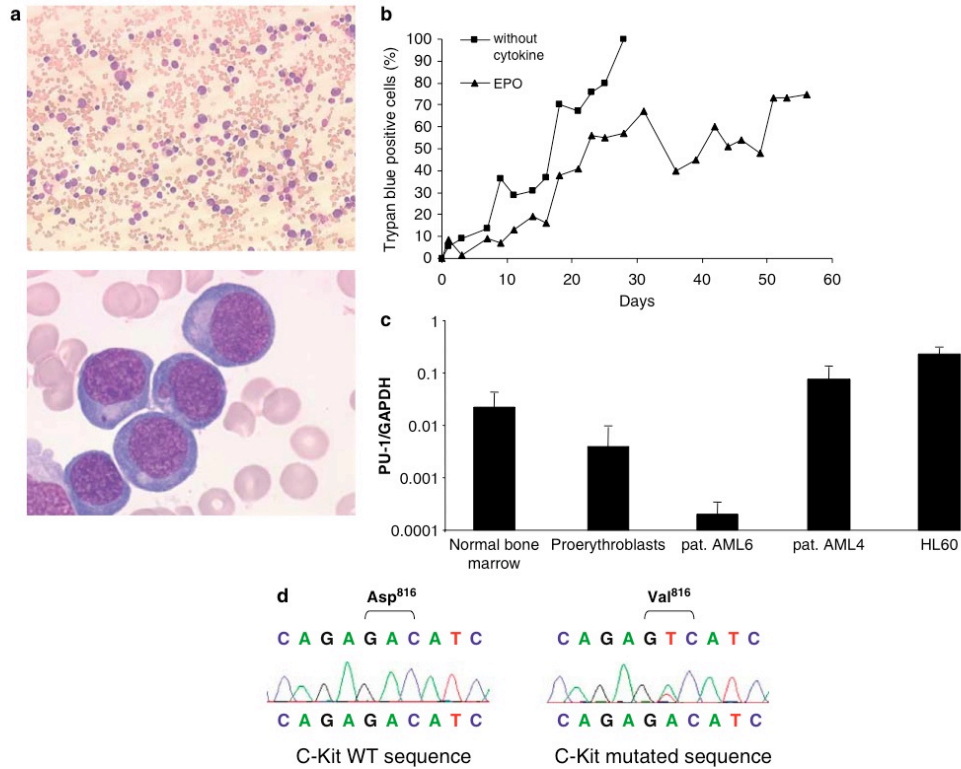 a
b
Trypan blue positive cells (%)
100
90
80
70
60
50
40
30
20
10
0
without
cytokine
EPO
0 10 20 30 40 50 60
Days
c
PU-1/GAPDH
1
0.1
0.01
0.001
0.0001
Normal bone
marrow
Proerythroblasts
pat. AML6
pat. AML4
HL60
d
Asp816
C A G A G A C A T C
C A G A G A C A T C
C-Kit WT sequence
Val816
C A G A G T C A T C
C A G A G A C A T C
C-Kit mutated sequence